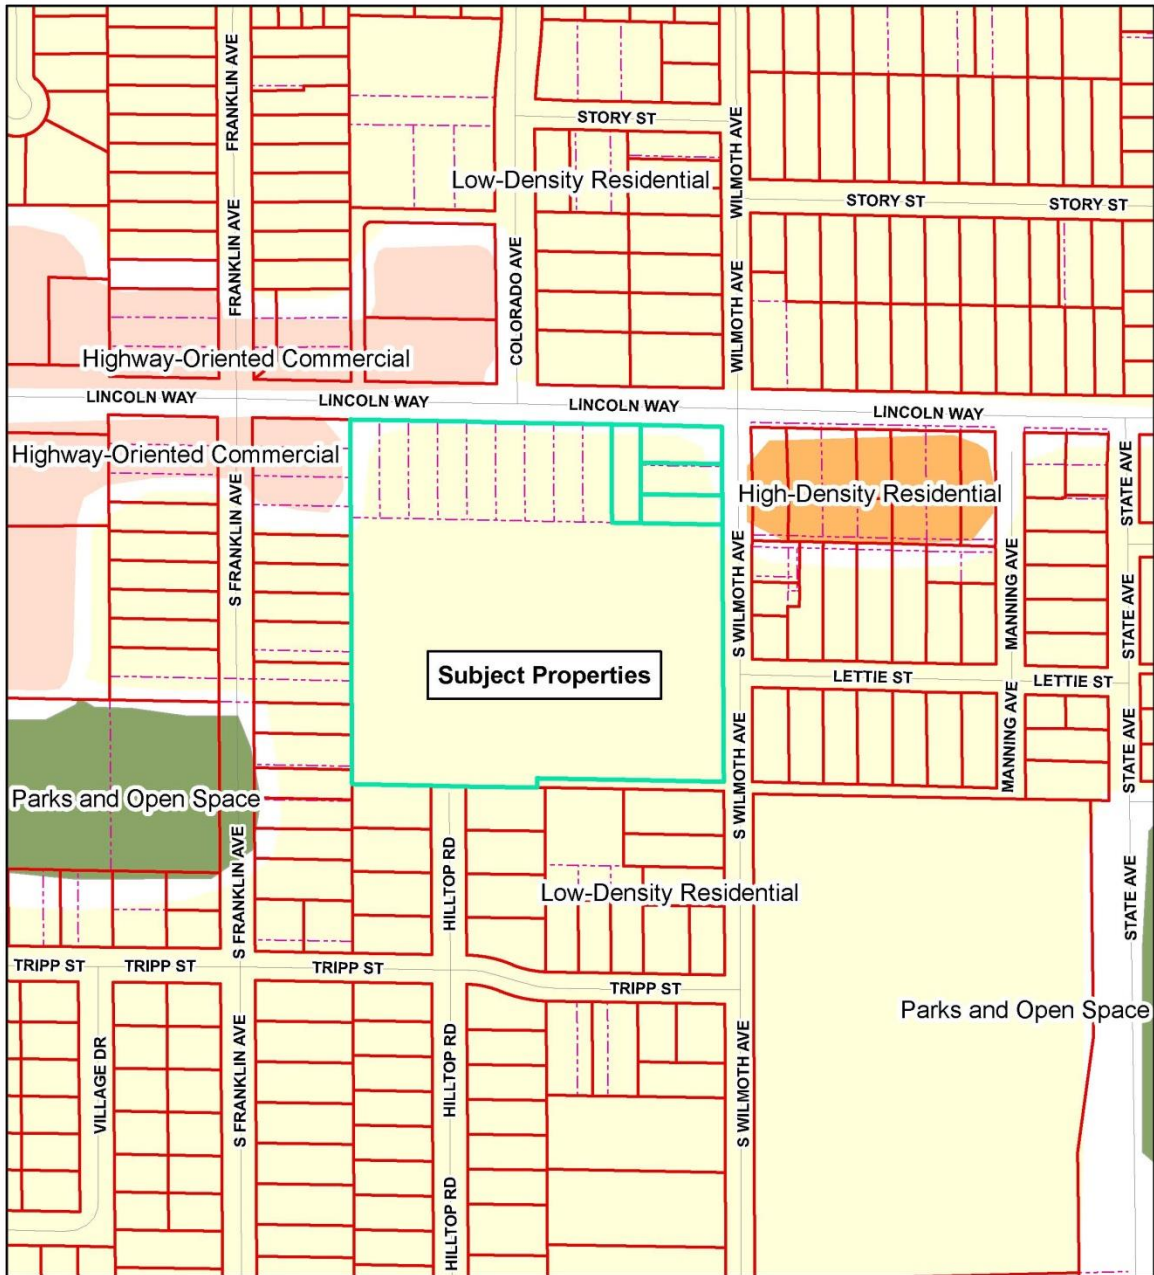 FRANKLIN AVE
STORY ST
WILMOTH AVE
Low-Density Residential
STORY ST
STORY ST
FRANKLIN AVE
COLORADO AVE
WILMOTH AVE
Highway-Oriented Commercial
LINCOLN WAY
LINCOLN WAY
LINCOLN WAY
LINCOLN WAY
Highway-Oriented Commercial
High-Density Residential
STATE AVE
S FRANKLIN AVE
S WILMOTH AVE
MANNING AVE
STATE AVE
Subject Properties
LETTIE ST
LETTIE ST
MANNING AVE
STATE AVE
S WILMOTH AVE
Parks and Open Space
S FRANKLIN AVE
HILLTOP RD
Low-Density Residential
STATE AVE
TRIPP ST
TRIPP ST
TRIPP ST
TRIPP ST
Parks and Open Space
VILLAGE DR
S FRANKLIN AVE
HILLTOP RD
S WILMOTH AVE
HILLTOP RD